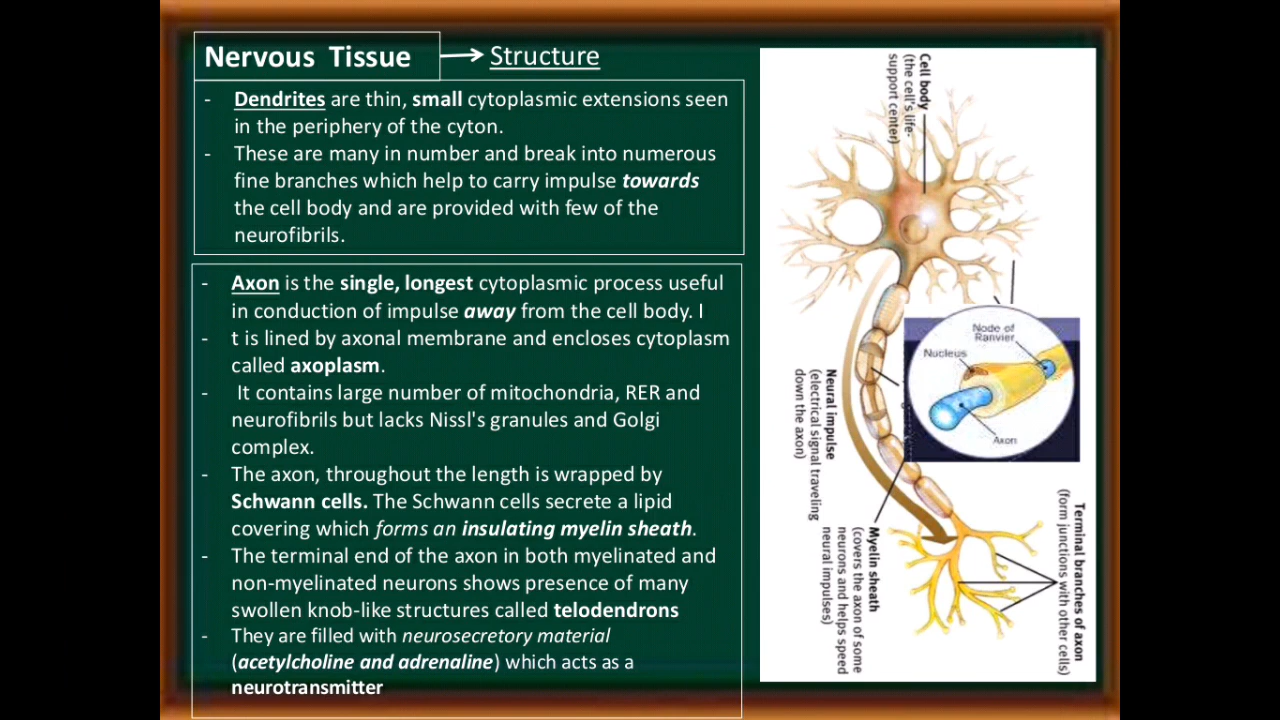 Nervous Tissue
Structure
- Dendrites are thin, small cytoplasmic extensions seen
in the periphery of the cyton.
- These are many in number and break into numerous
fine branches which help to carry impulse towards
the cell body and are provided with few of the
neurofibrils.
- Axon is the single, longest cytoplasmic process useful
in conduction of impulse away from the cell body. I
- t is lined by axonal membrane and encloses cytoplasm
called axoplasm.
- It contains large number of mitochondria, RER and
neurofibrils but lacks Nissl's granules and Golgi
complex.
- The axon, throughout the length is wrapped by
Schwann cells. The Schwann cells secrete a lipid
covering which forms an insulating myelin sheath.
- The terminal end of the axon in both myelinated and
non-myelinated neurons shows presence of many
swollen knob-like structures called telodendrons
- They are filled with neurosecretory material
(acetylcholine and adrenaline) which acts as a
neurotransmitter
Cell body
(the cell's life-
support center)
Node of
Ranvier
Nucleus
Axon
Neural impulse
(electrical signal traveling
down the axon)
Myelin sheath
(covers the axon of some
neurons and helps speed
neural impulses)
Terminal branches of axon
(form junctions with other cells)